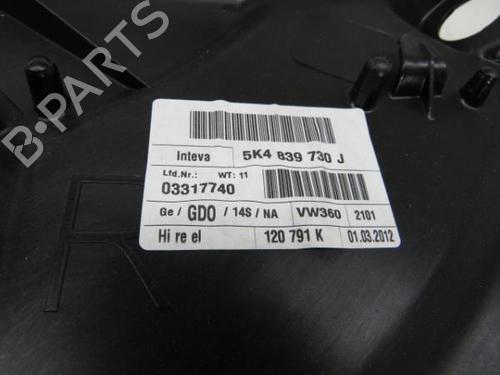 B-PARTS
Inteva 5K4 839 730 J
Lfd.Nr.: WT: 11
03317740
Ge / GDO / 14S / NA VW360 2101
Hi re el 120 791 K 01.03.2012
R